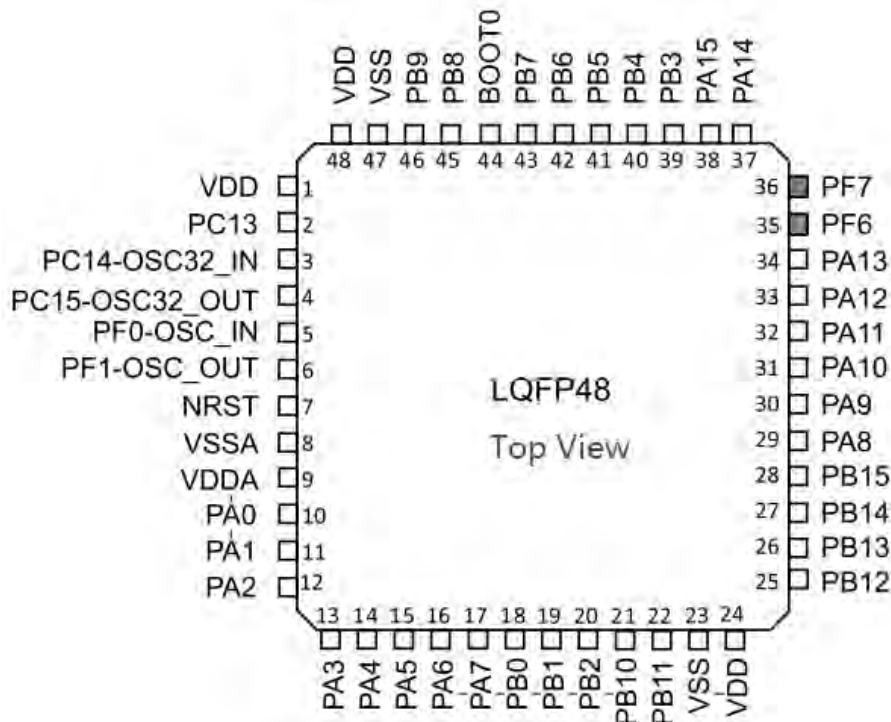 VDD VSS PB9 PB8 BOOT0 PB7 PB6 PB5 PB4 PB3 PA15 PA14
48 47 46 45 44 43 42 41 40 39 38 37
VDD 1
PC13 2
PC14-OSC32_IN 3
PC15-OSC32_OUT 4
PF0-OSC_IN 5
PF1-OSC_OUT 6
NRST 7
VSSA 8
VDDA 9
PA0 10
PA1 11
PA2 12
LQFP48
Top View
36 PF7
35 PF6
34 PA13
33 PA12
32 PA11
31 PA10
30 PA9
29 PA8
28 PB15
27 PB14
26 PB13
25 PB12
13 14 15 16 17 18 19 20 21 22 23 24
PA3 PA4 PA5 PA6 PA7 PB0 PB1 PB2 PB10 PB11 VSS VDD